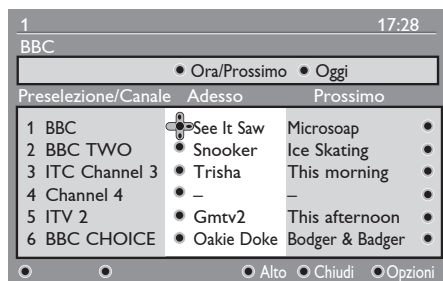 1 17:28
BBC
Ora/Prossimo Oggi
Preselezione/Canale Adesso Prossimo
1 BBC See It Saw Microsoap
2 BBC TWO Snooker Ice Skating
3 ITC Channel 3 Trisha This morning
4 Channel 4 – –
5 ITV 2 Gmtv2 This afternoon
6 BBC CHOICE Oakie Doke Bodger & Badger
Alto Chiudi Opzioni